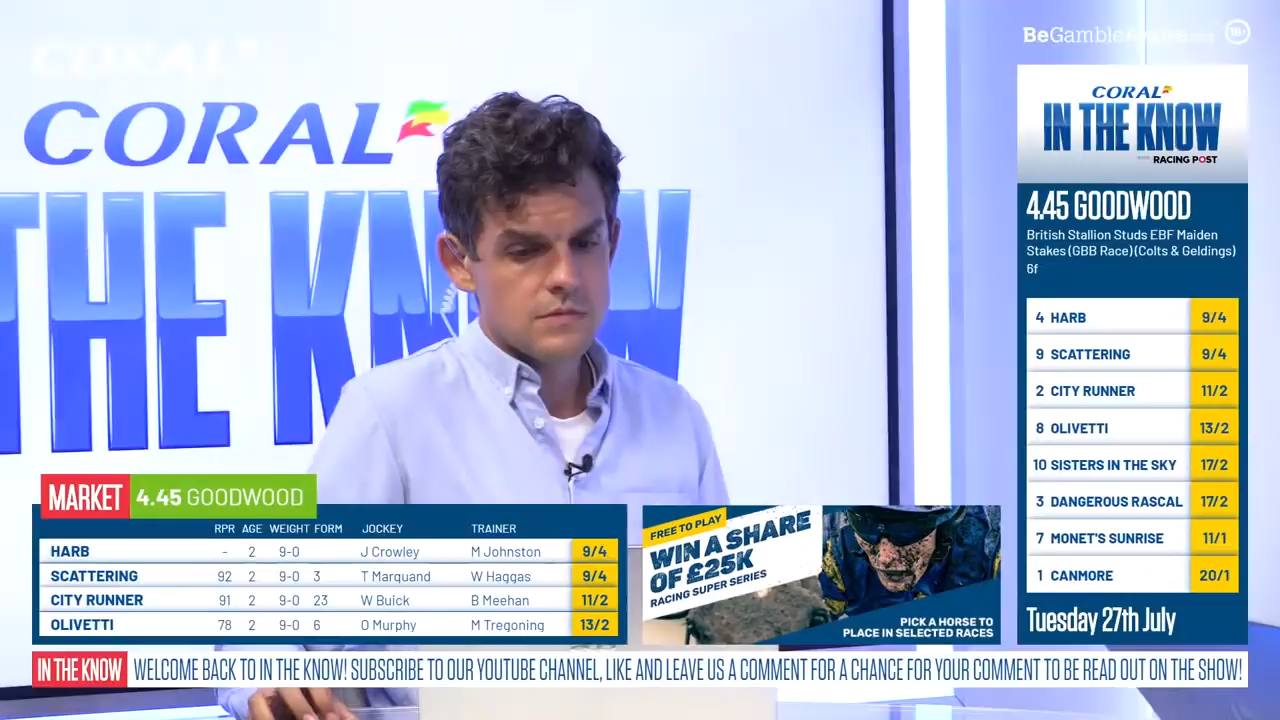 CORAL
CORAL
THE KNOW
BeGambleAware
18+
CORAL
IN THE KNOW
WITH RACING POST
4.45 GOODWOOD
British Stallion Studs EBF Maiden
Stakes (GBB Race) (Colts & Geldings)
6f
4 HARB 9/4
9 SCATTERING 9/4
2 CITY RUNNER 11/2
8 OLIVETTI 13/2
10 SISTERS IN THE SKY 17/2
3 DANGEROUS RASCAL 17/2
7 MONET'S SUNRISE 11/1
1 CANMORE 20/1
Tuesday 27th July
MARKET 4.45 GOODWOOD
RPR AGE WEIGHT FORM JOCKEY TRAINER
HARB - 2 9-0 J Crowley M Johnston 9/4
SCATTERING 92 2 9-0 3 T Marquand W Haggas 9/4
CITY RUNNER 91 2 9-0 23 W Buick B Meehan 11/2
OLIVETTI 78 2 9-0 6 O Murphy M Tregoning 13/2
FREE TO PLAY
WIN A SHARE
OF £25K
RACING SUPER SERIES
PICK A HORSE TO
PLACE IN SELECTED RACES
IN THE KNOW WELCOME BACK TO IN THE KNOW! SUBSCRIBE TO OUR YOUTUBE CHANNEL, LIKE AND LEAVE US A COMMENT FOR A CHANCE FOR YOUR COMMENT TO BE READ OUT ON THE SHOW!